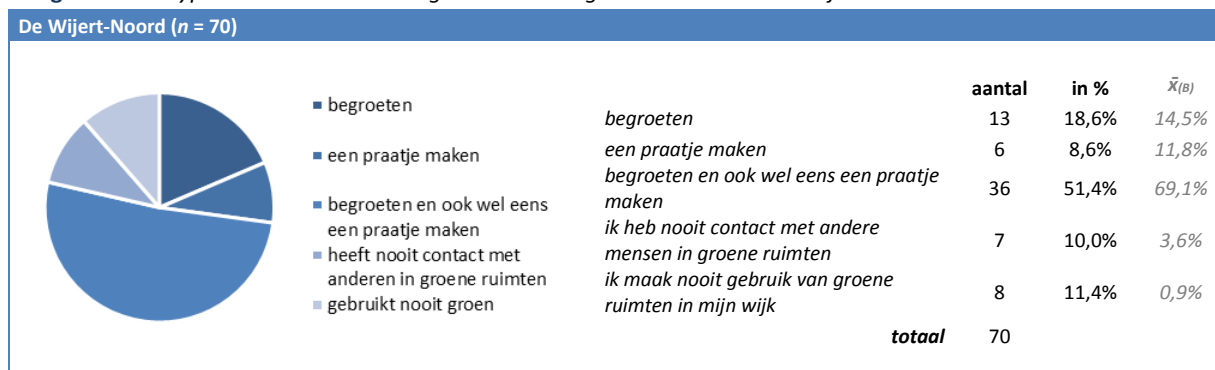 De Wijert-Noord (n = 70)
begroeten
een praatje maken
begroeten en ook wel eens
een praatje maken
heeft nooit contact met
anderen in groene ruimten
gebruikt nooit groen
aantal in % x̄(B)
begroeten 13 18,6% 14,5%
een praatje maken 6 8,6% 11,8%
begroeten en ook wel eens een praatje
maken 36 51,4% 69,1%
ik heb nooit contact met andere
mensen in groene ruimten 7 10,0% 3,6%
ik maak nooit gebruik van groene
ruimten in mijn wijk 8 11,4% 0,9%
totaal 70